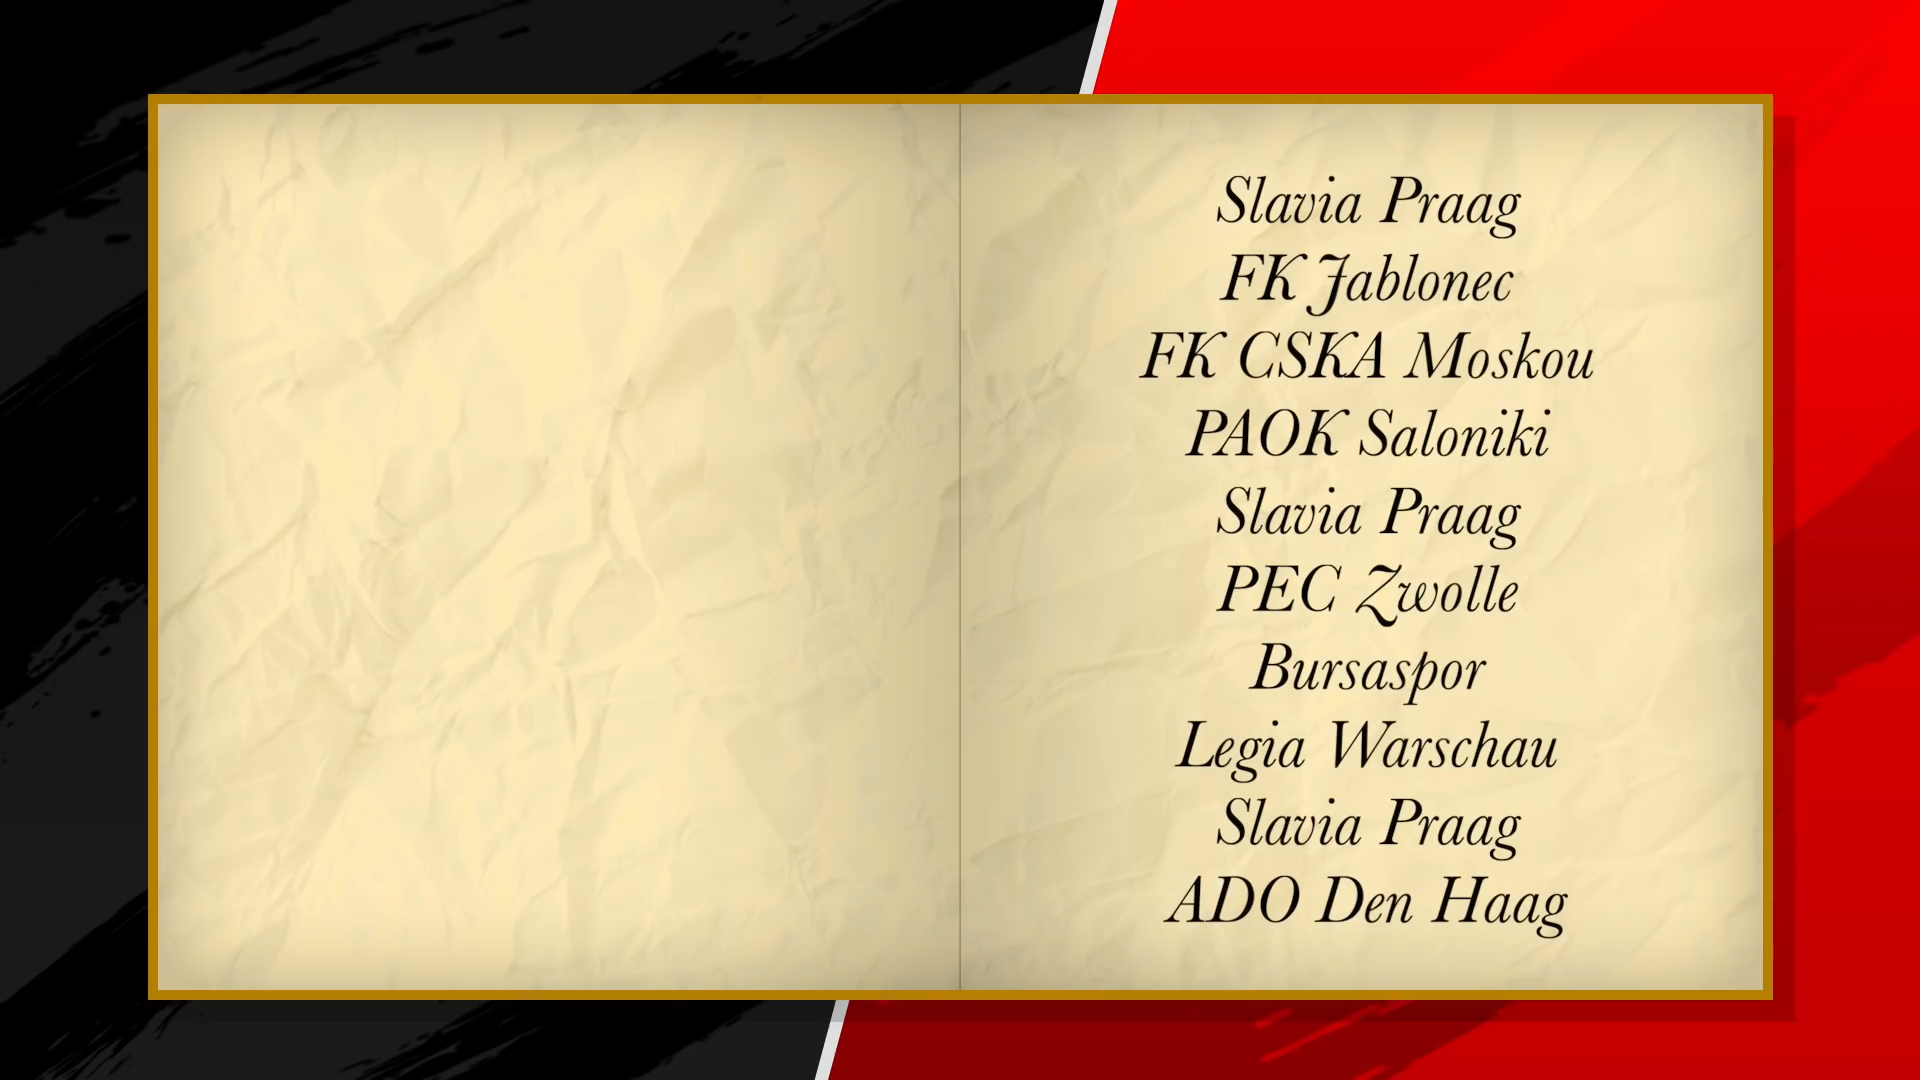 Slavia Praag
FK Jablonec
FK CSKA Moskou
PAOK Saloniki
Slavia Praag
PEC Zwolle
Bursaspor
Legia Warschau
Slavia Praag
ADO Den Haag